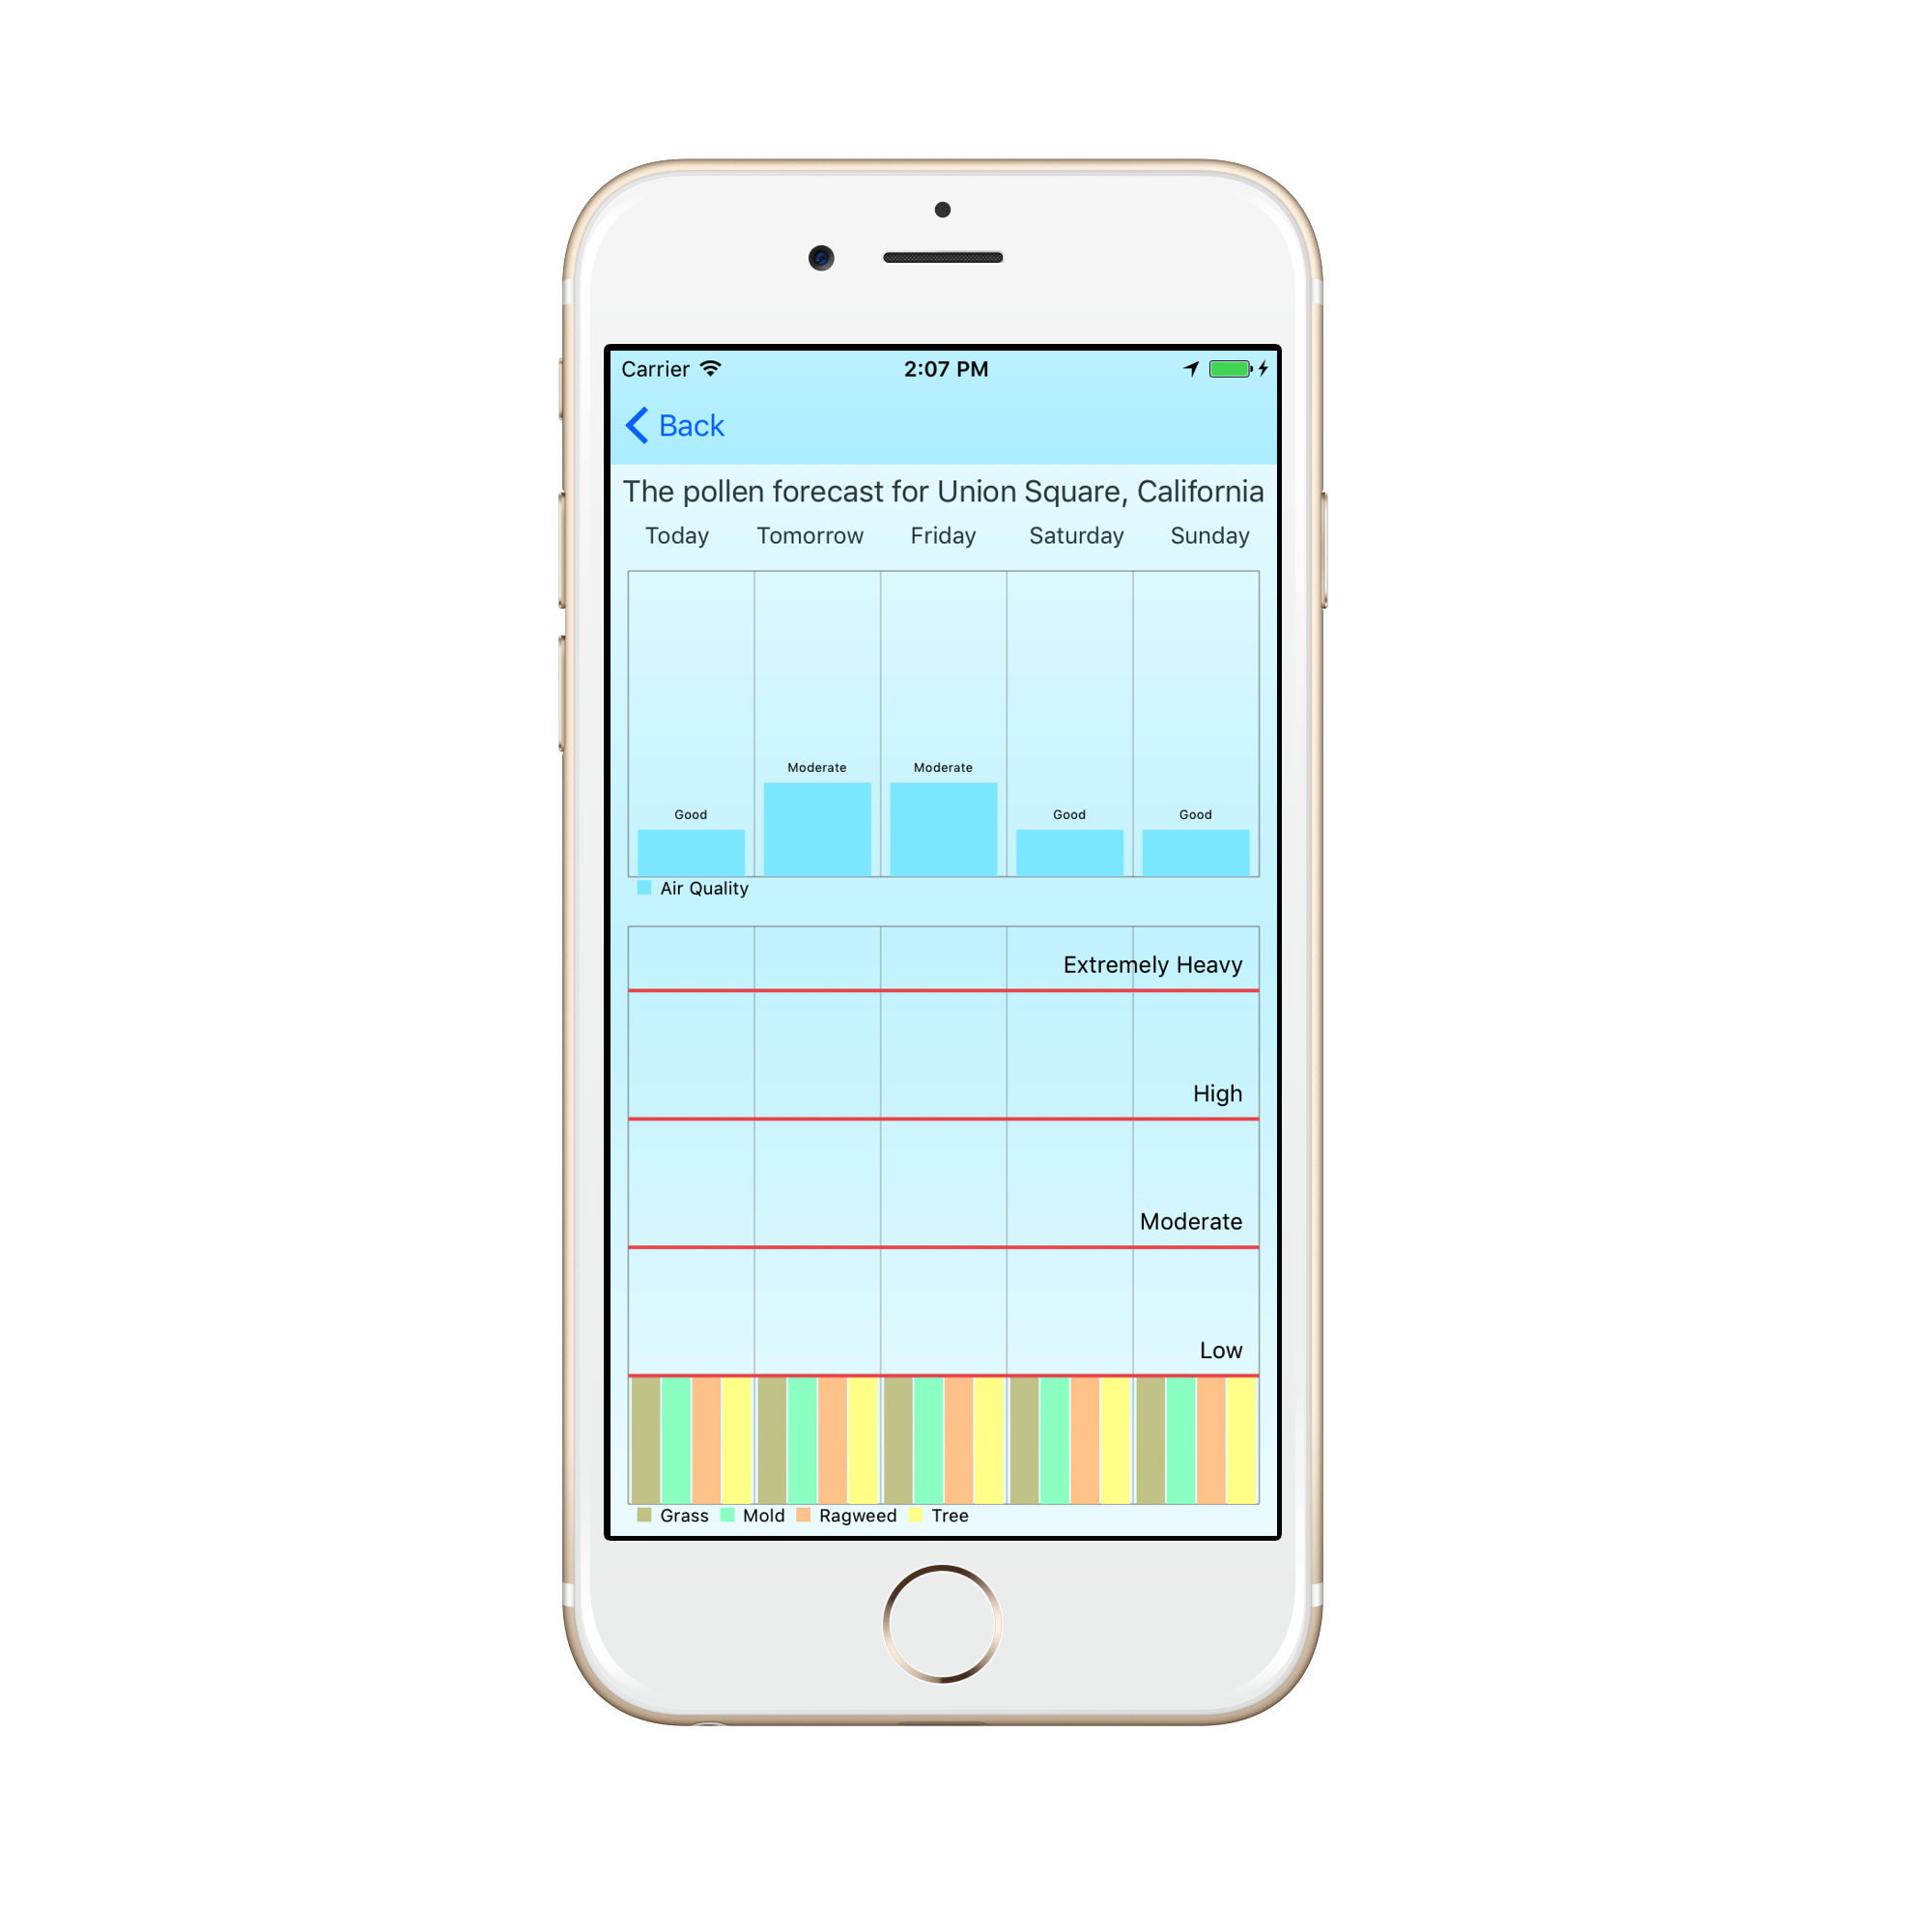 Carrier 2:07 PM
Back
The pollen forecast for Union Square, California
Today Tomorrow Friday Saturday Sunday
Moderate Moderate
Good Good Good
Air Quality
Extremely Heavy
High
Moderate
Low
Grass Mold Ragweed Tree